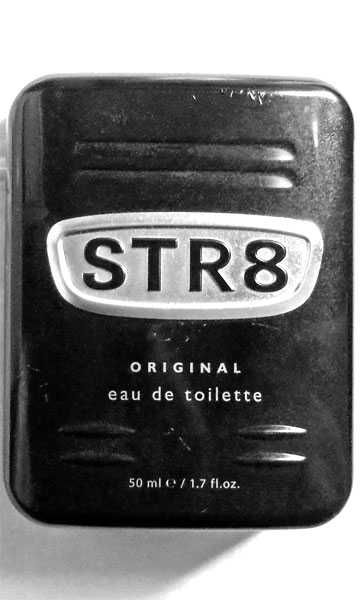 STR8
ORIGINAL
eau de toilette
50 ml ℮ / 1.7 fl.oz.